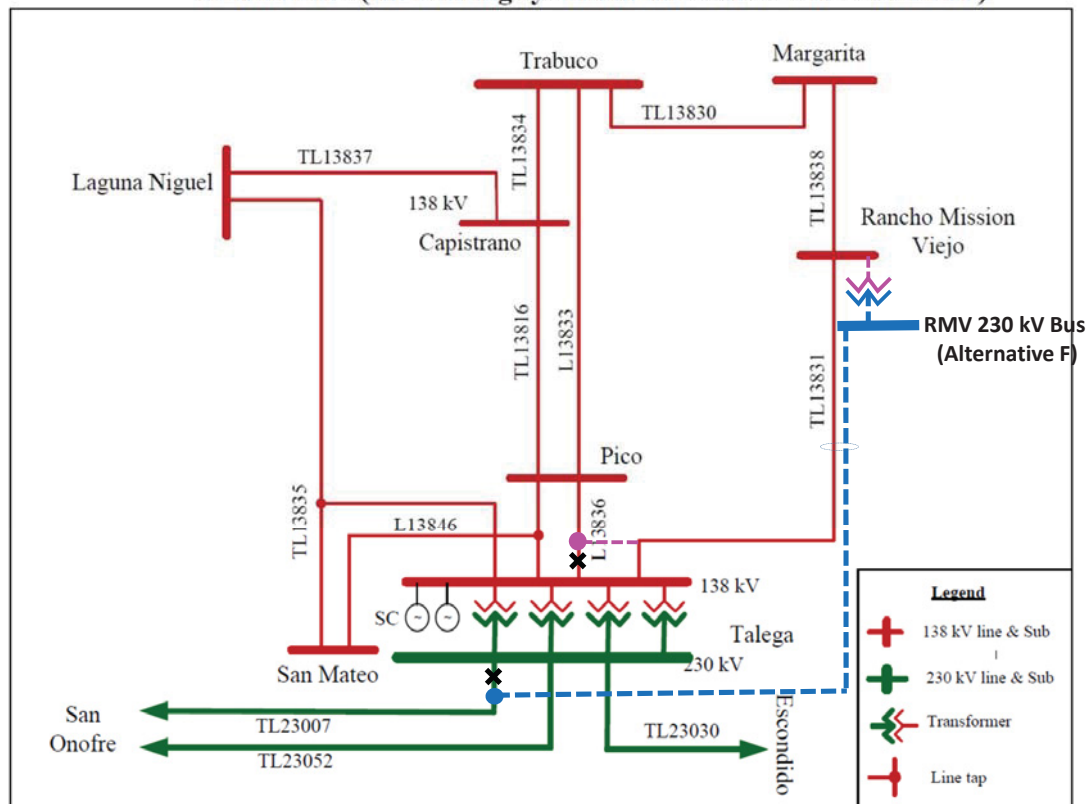 Trabuco
Margarita
TL13830
TL13834
TL13837
Laguna Niguel
138 kV
Capistrano
TL13838
Rancho Mission
Viejo
RMV 230 kV Bus
(Alternative F)
TL13816
L13833
TL13831
Pico
TL13835
L13846
L13836
138 kV
SC
~
~
Talega
230 kV
San Mateo
San
Onofre
TL23007
TL23052
TL23030
Escondido
Legend
138 kV line & Sub
230 kV line & Sub
Transformer
Line tap